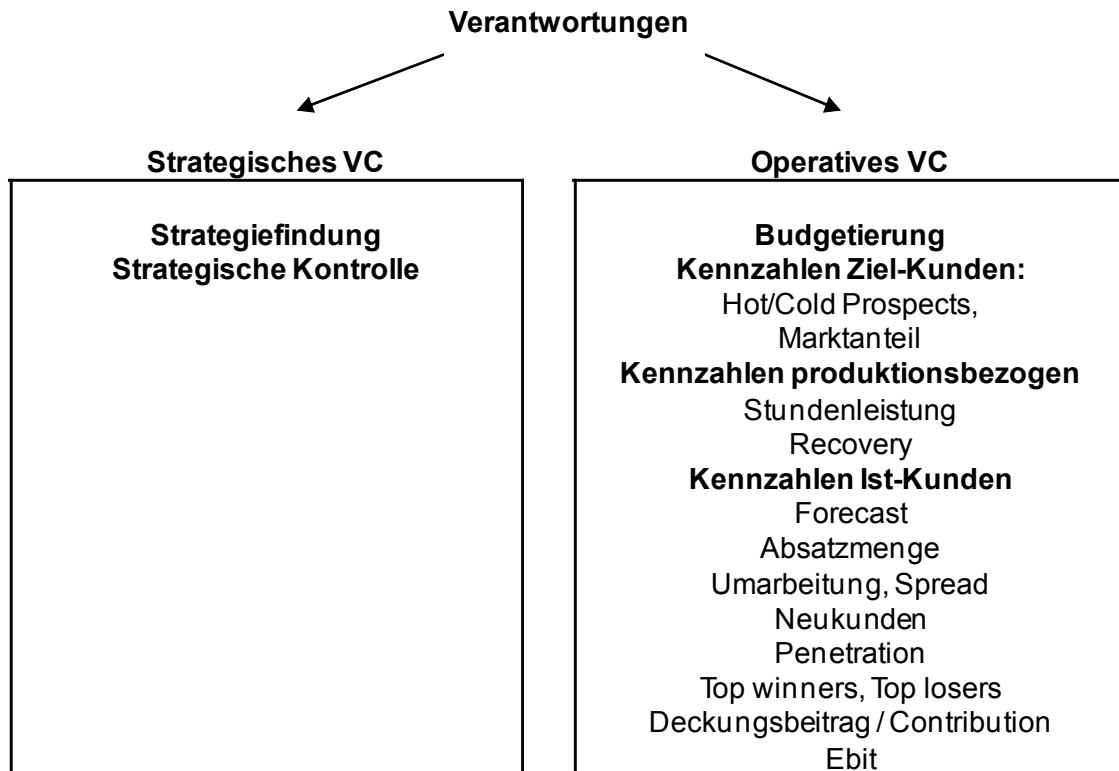 Verantwortungen
Strategisches VC
Strategiefindung
Strategische Kontrolle
Operatives VC
Budgetierung
Kennzahlen Ziel-Kunden:
Hot/Cold Prospects,
Marktanteil
Kennzahlen produktionsbezogen
Stundenleistung
Recovery
Kennzahlen Ist-Kunden
Forecast
Absatzmenge
Umarbeitung, Spread
Neukunden
Penetration
Top winners, Top losers
Deckungsbeitrag / Contribution
Ebit